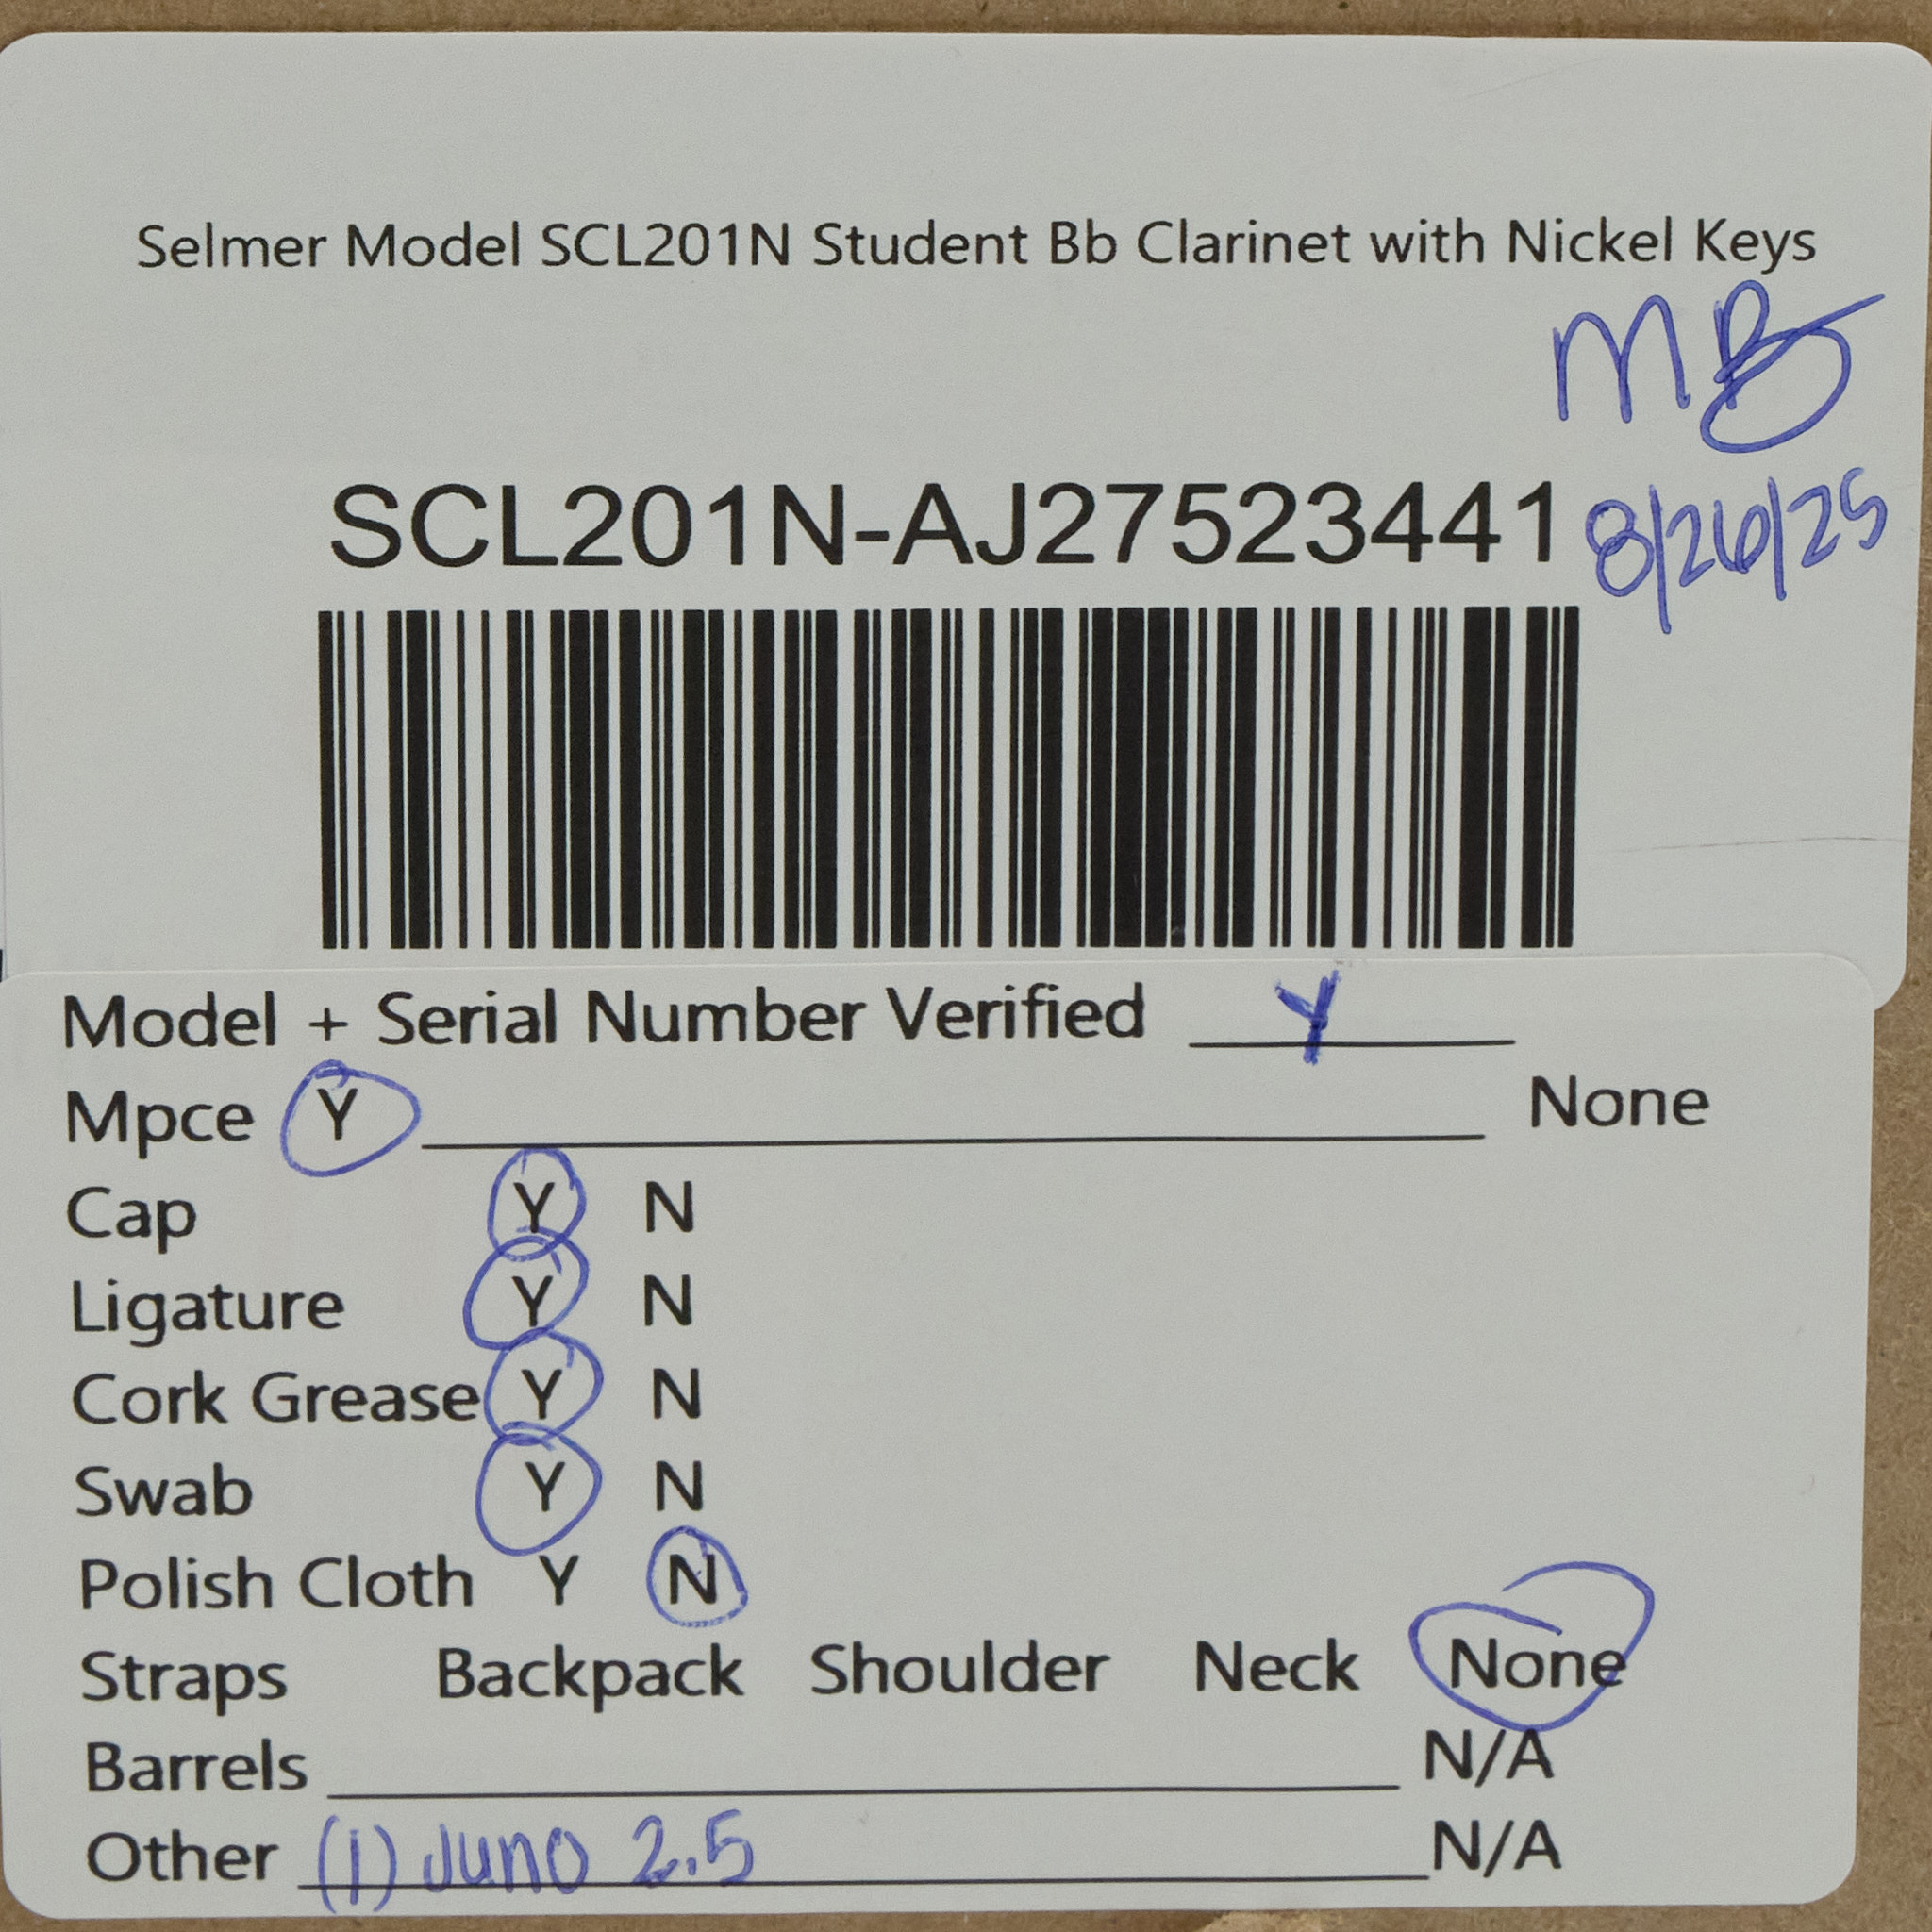 Selmer Model SCL201N Student Bb Clarinet with Nickel Keys
MB
SCL201N-AJ27523441
8/26/25
Model + Serial Number Verified Y
Mpce Y None
Cap Y N
Ligature Y N
Cork Grease Y N
Swab Y N
Polish Cloth Y N
Straps Backpack Shoulder Neck None
Barrels N/A
Other (1) Juno 2.5 N/A